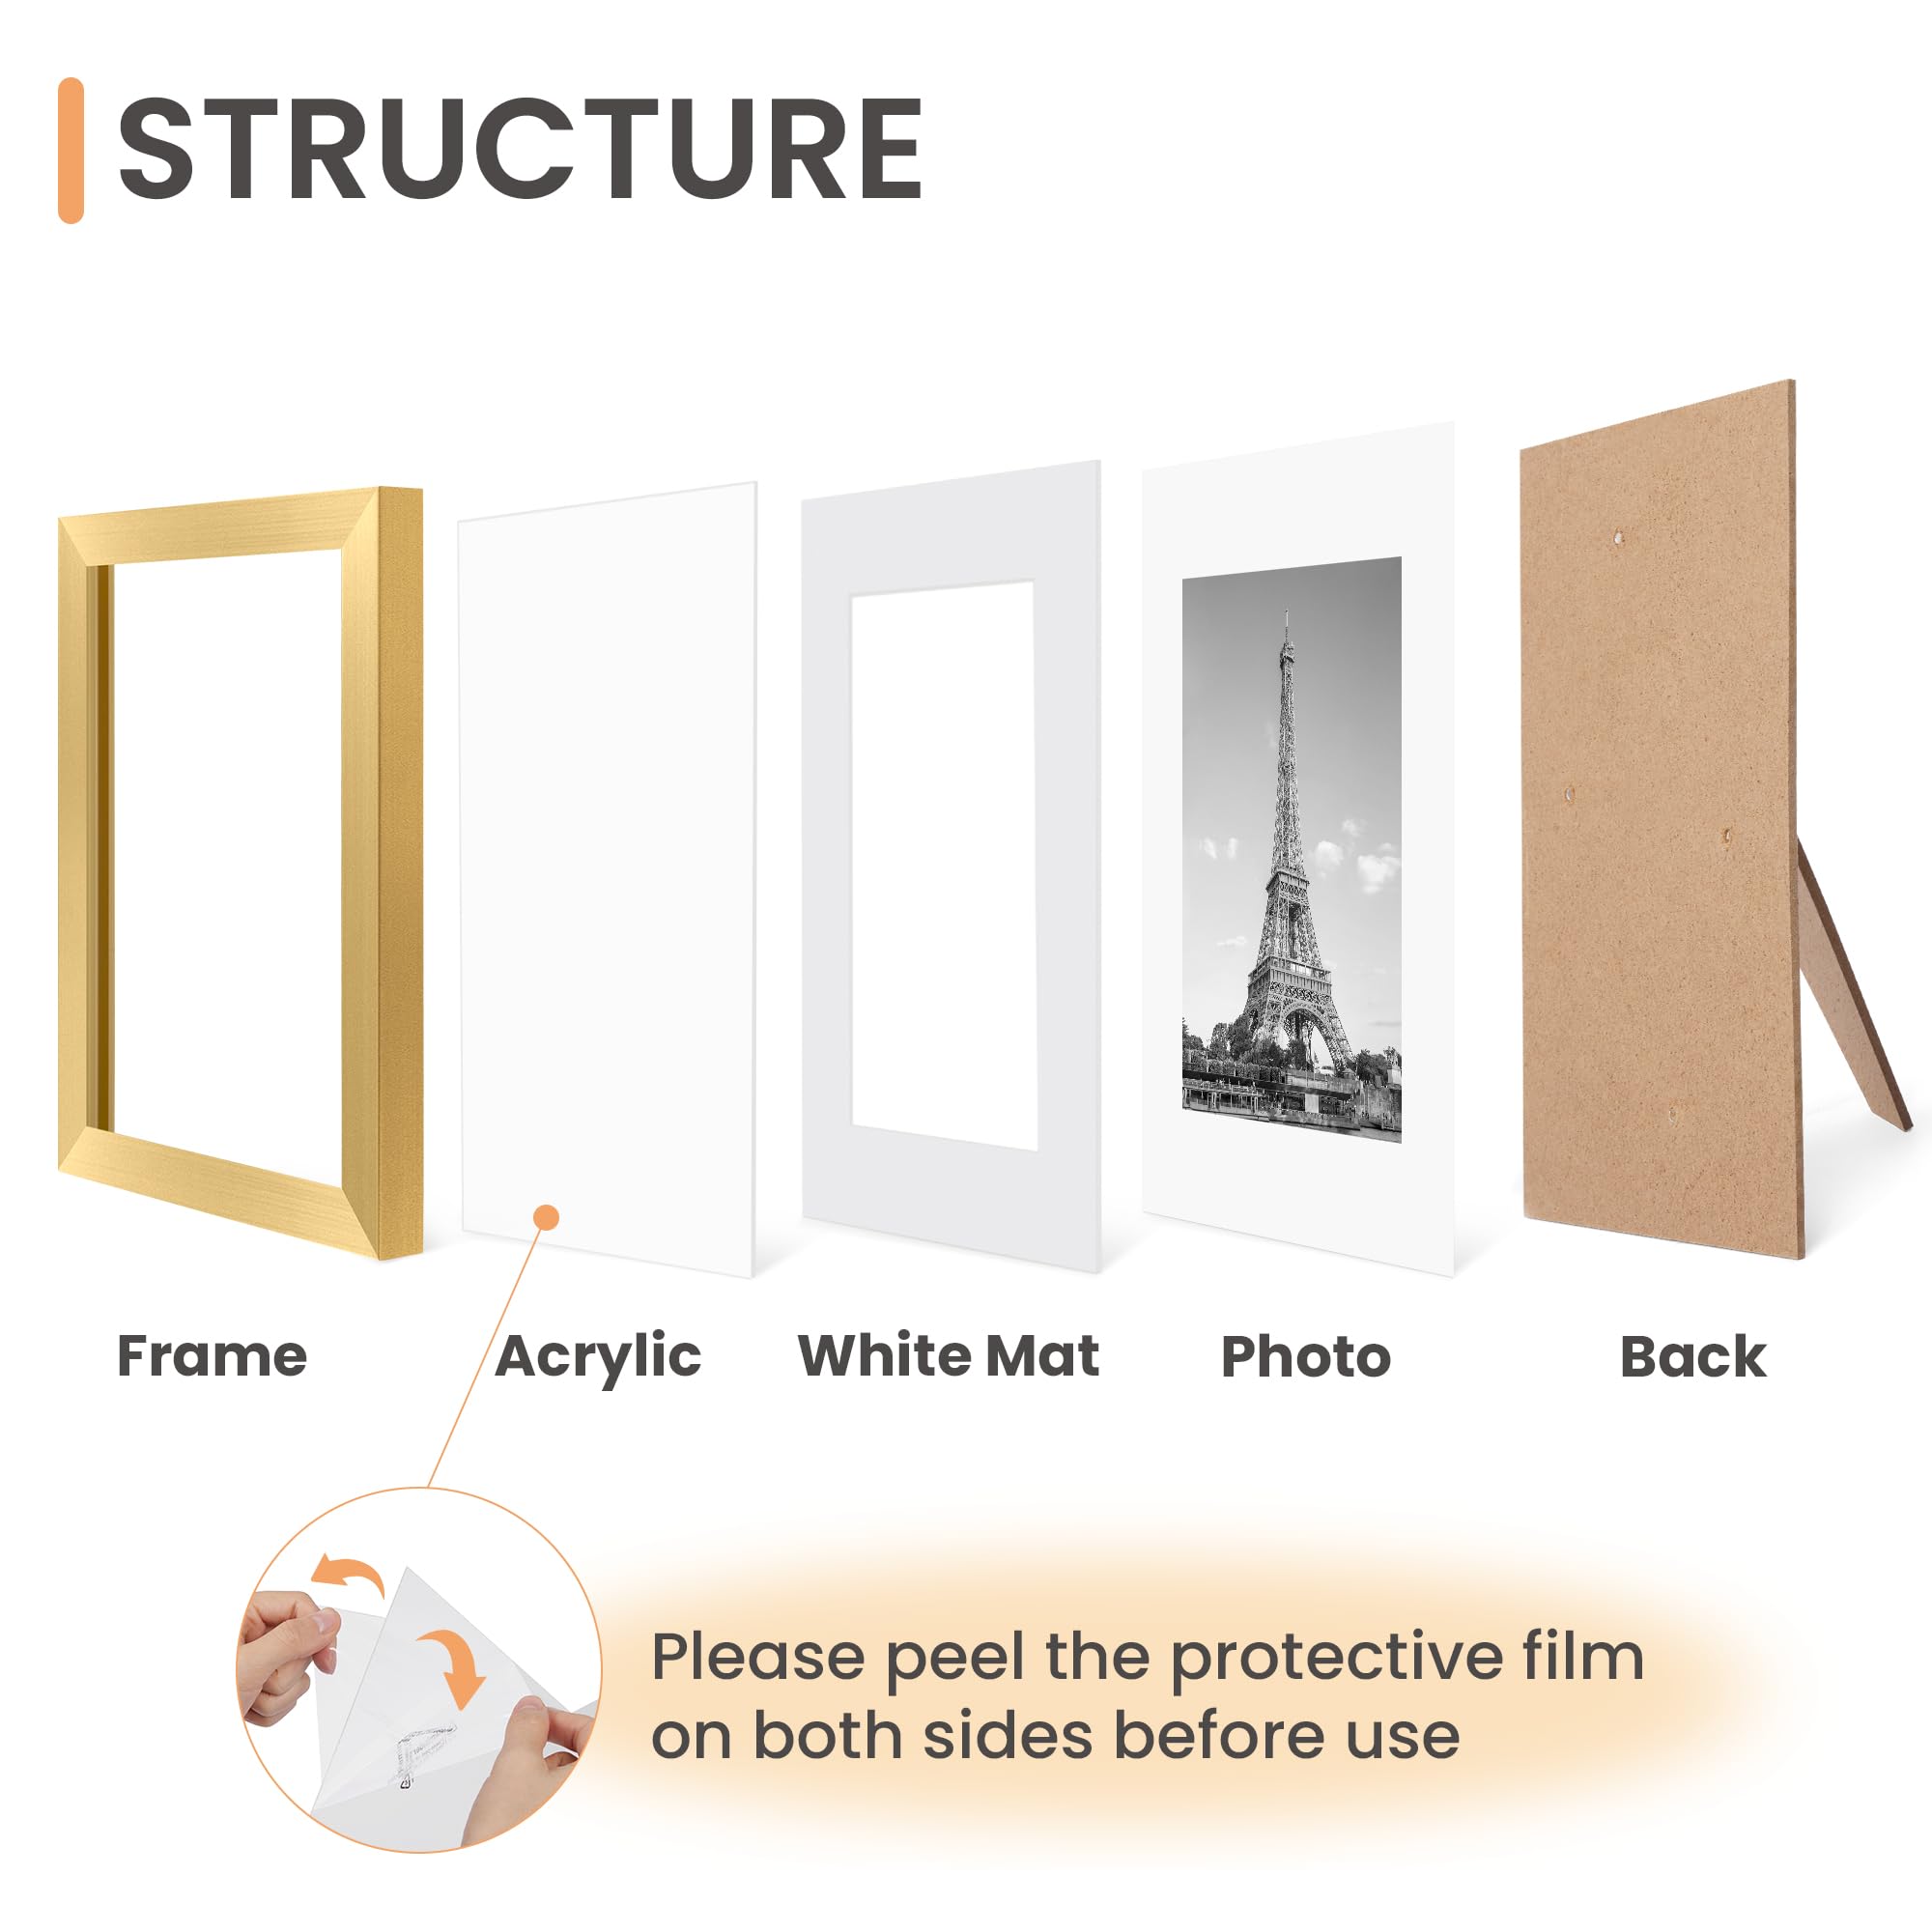 STRUCTURE
Frame
Acrylic
White Mat
Photo
Back
Please peel the protective film
on both sides before use